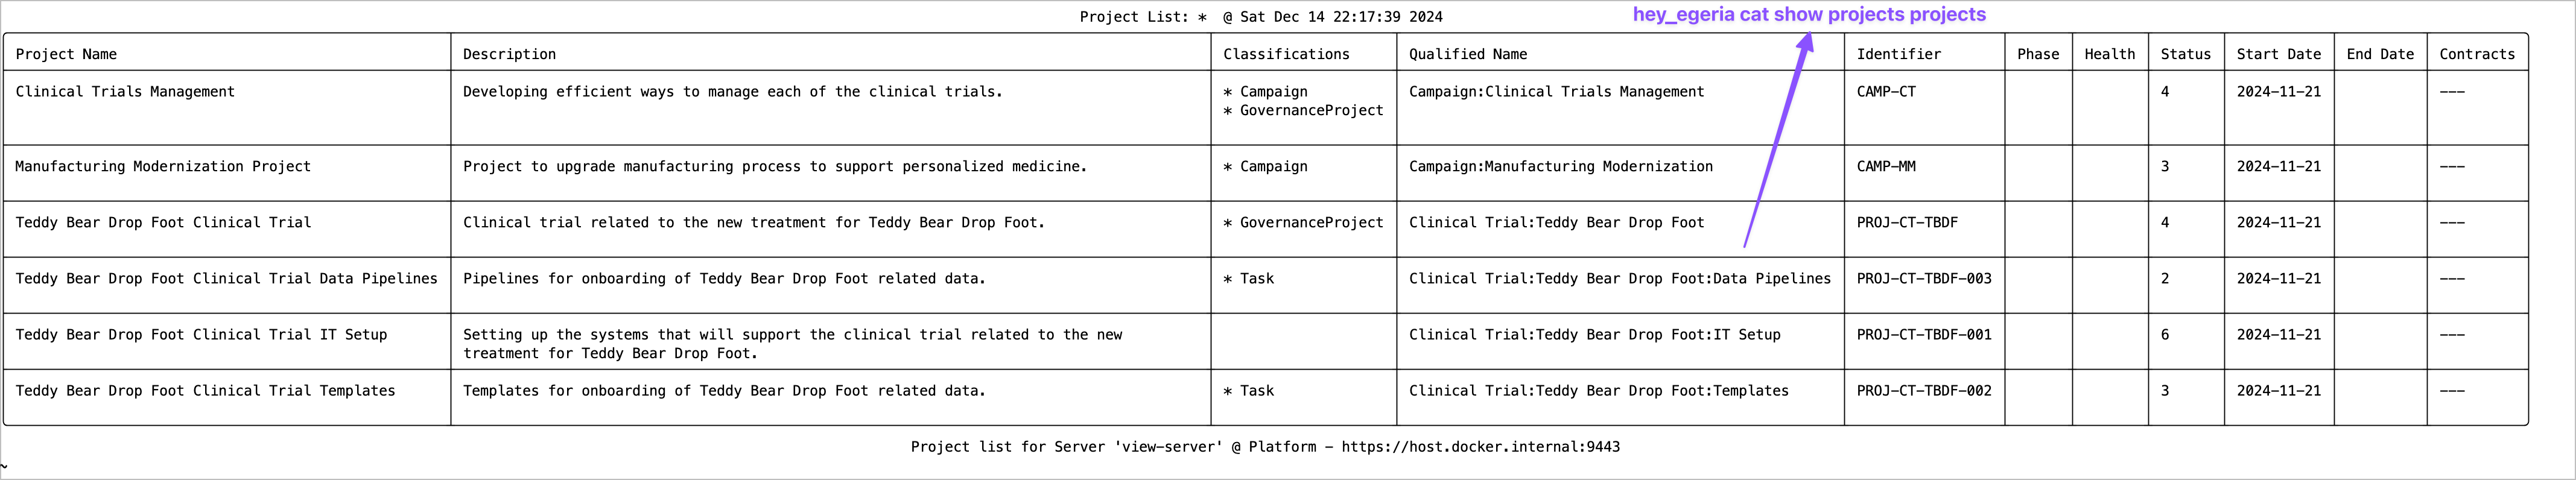 Project List: *  @ Sat Dec 14 22:17:39 2024
hey_egeria cat show projects projects
Project Name Description Classifications Qualified Name Identifier Phase Health Status Start Date End Date Contracts
Clinical Trials Management Developing efficient ways to manage each of the clinical trials. * Campaign Campaign:Clinical Trials Management CAMP-CT 4 2024-11-21 ---
* GovernanceProject
Manufacturing Modernization Project Project to upgrade manufacturing process to support personalized medicine. * Campaign Campaign:Manufacturing Modernization CAMP-MM 3 2024-11-21 ---
Teddy Bear Drop Foot Clinical Trial Clinical trial related to the new treatment for Teddy Bear Drop Foot. * GovernanceProject Clinical Trial:Teddy Bear Drop Foot PROJ-CT-TBDF 4 2024-11-21 ---
Teddy Bear Drop Foot Clinical Trial Data Pipelines Pipelines for onboarding of Teddy Bear Drop Foot related data. * Task Clinical Trial:Teddy Bear Drop Foot:Data Pipelines PROJ-CT-TBDF-003 2 2024-11-21 ---
Teddy Bear Drop Foot Clinical Trial IT Setup Setting up the systems that will support the clinical trial related to the new Clinical Trial:Teddy Bear Drop Foot:IT Setup PROJ-CT-TBDF-001 6 2024-11-21 ---
treatment for Teddy Bear Drop Foot.
Teddy Bear Drop Foot Clinical Trial Templates Templates for onboarding of Teddy Bear Drop Foot related data. * Task Clinical Trial:Teddy Bear Drop Foot:Templates PROJ-CT-TBDF-002 3 2024-11-21 ---
Project list for Server 'view-server' @ Platform - https://host.docker.internal:9443
~